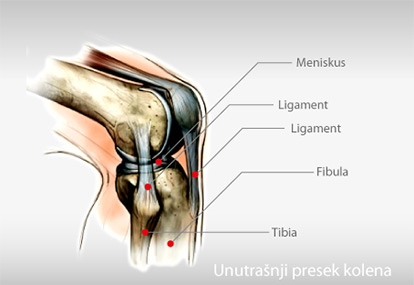 Meniskus
Ligament
Ligament
Fibula
Tibia
Unutrašnji presek kolena